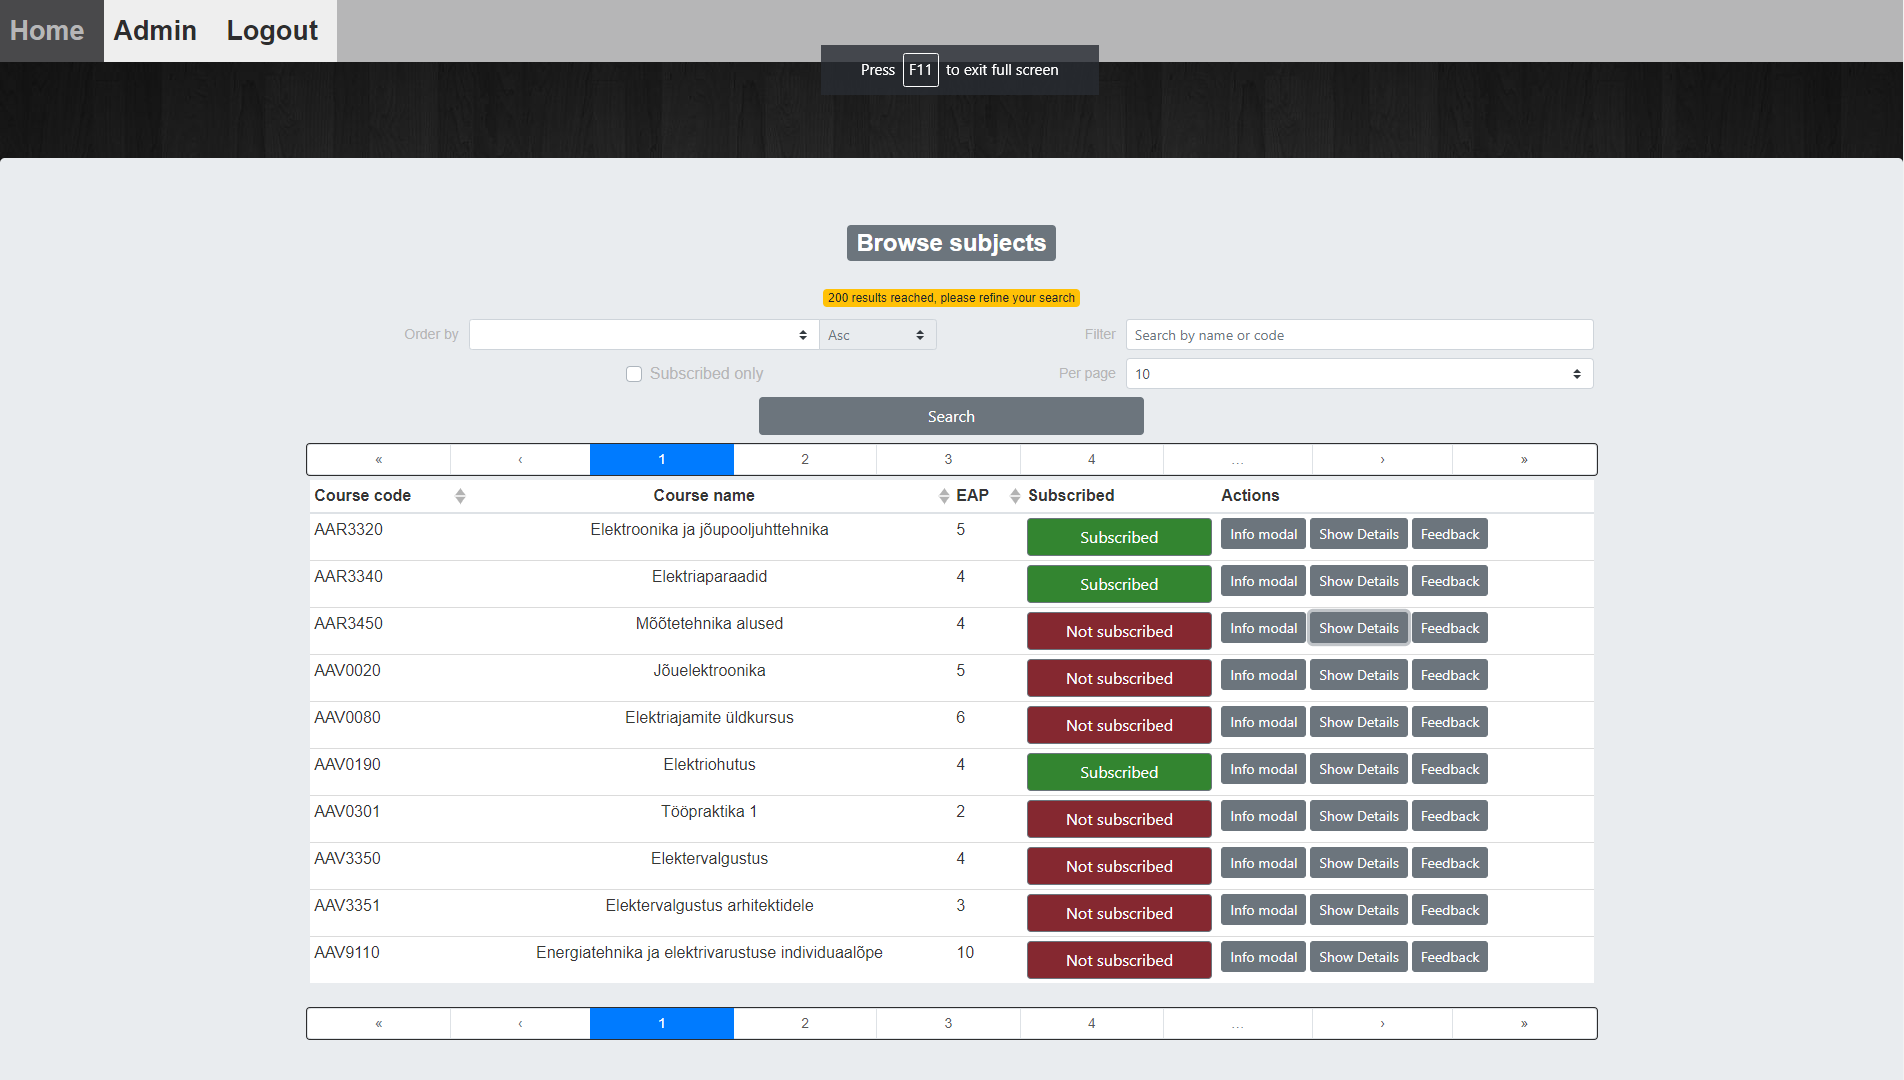 Home Admin Logout
Press F11 to exit full screen
Browse subjects
200 results reached, please refine your search
Order by Asc Filter Search by name or code
Subscribed only Per page 10
Search
« ‹ 1 2 3 4 … › »
Course code Course name EAP Subscribed Actions
AAR3320 Elektroonika ja jõupooljuhttehnika 5 Subscribed Info modal Show Details Feedback
AAR3340 Elektriaparaadid 4 Subscribed Info modal Show Details Feedback
AAR3450 Mõõtetehnika alused 4 Not subscribed Info modal Show Details Feedback
AAV0020 Jõuelektroonika 5 Not subscribed Info modal Show Details Feedback
AAV0080 Elektriajamite üldkursus 6 Not subscribed Info modal Show Details Feedback
AAV0190 Elektriohutus 4 Subscribed Info modal Show Details Feedback
AAV0301 Tööpraktika 1 2 Not subscribed Info modal Show Details Feedback
AAV3350 Elektervalgustus 4 Not subscribed Info modal Show Details Feedback
AAV3351 Elektervalgustus arhitektidele 3 Not subscribed Info modal Show Details Feedback
AAV9110 Energiatehnika ja elektrivarustuse individuaalõpe 10 Not subscribed Info modal Show Details Feedback
« ‹ 1 2 3 4 … › »